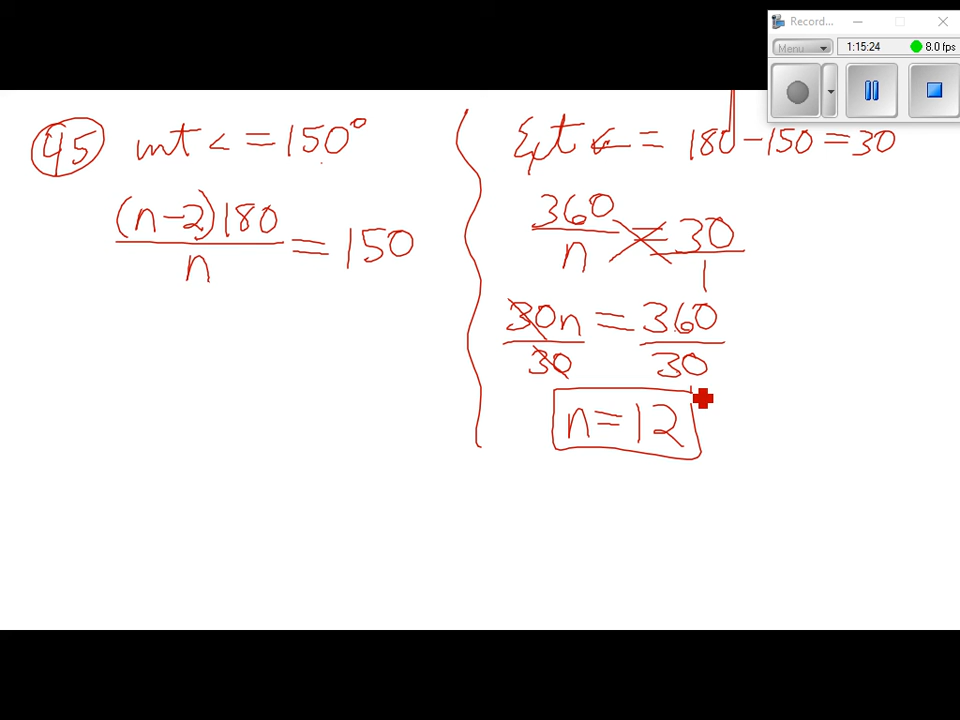 Record...
Menu
1:15:24
8.0 fps
45 int < = 150°
(n-2)180
n
= 150
Ext < = 180-150=30
360
n
= 30
1
30n = 360
30 30
n=12